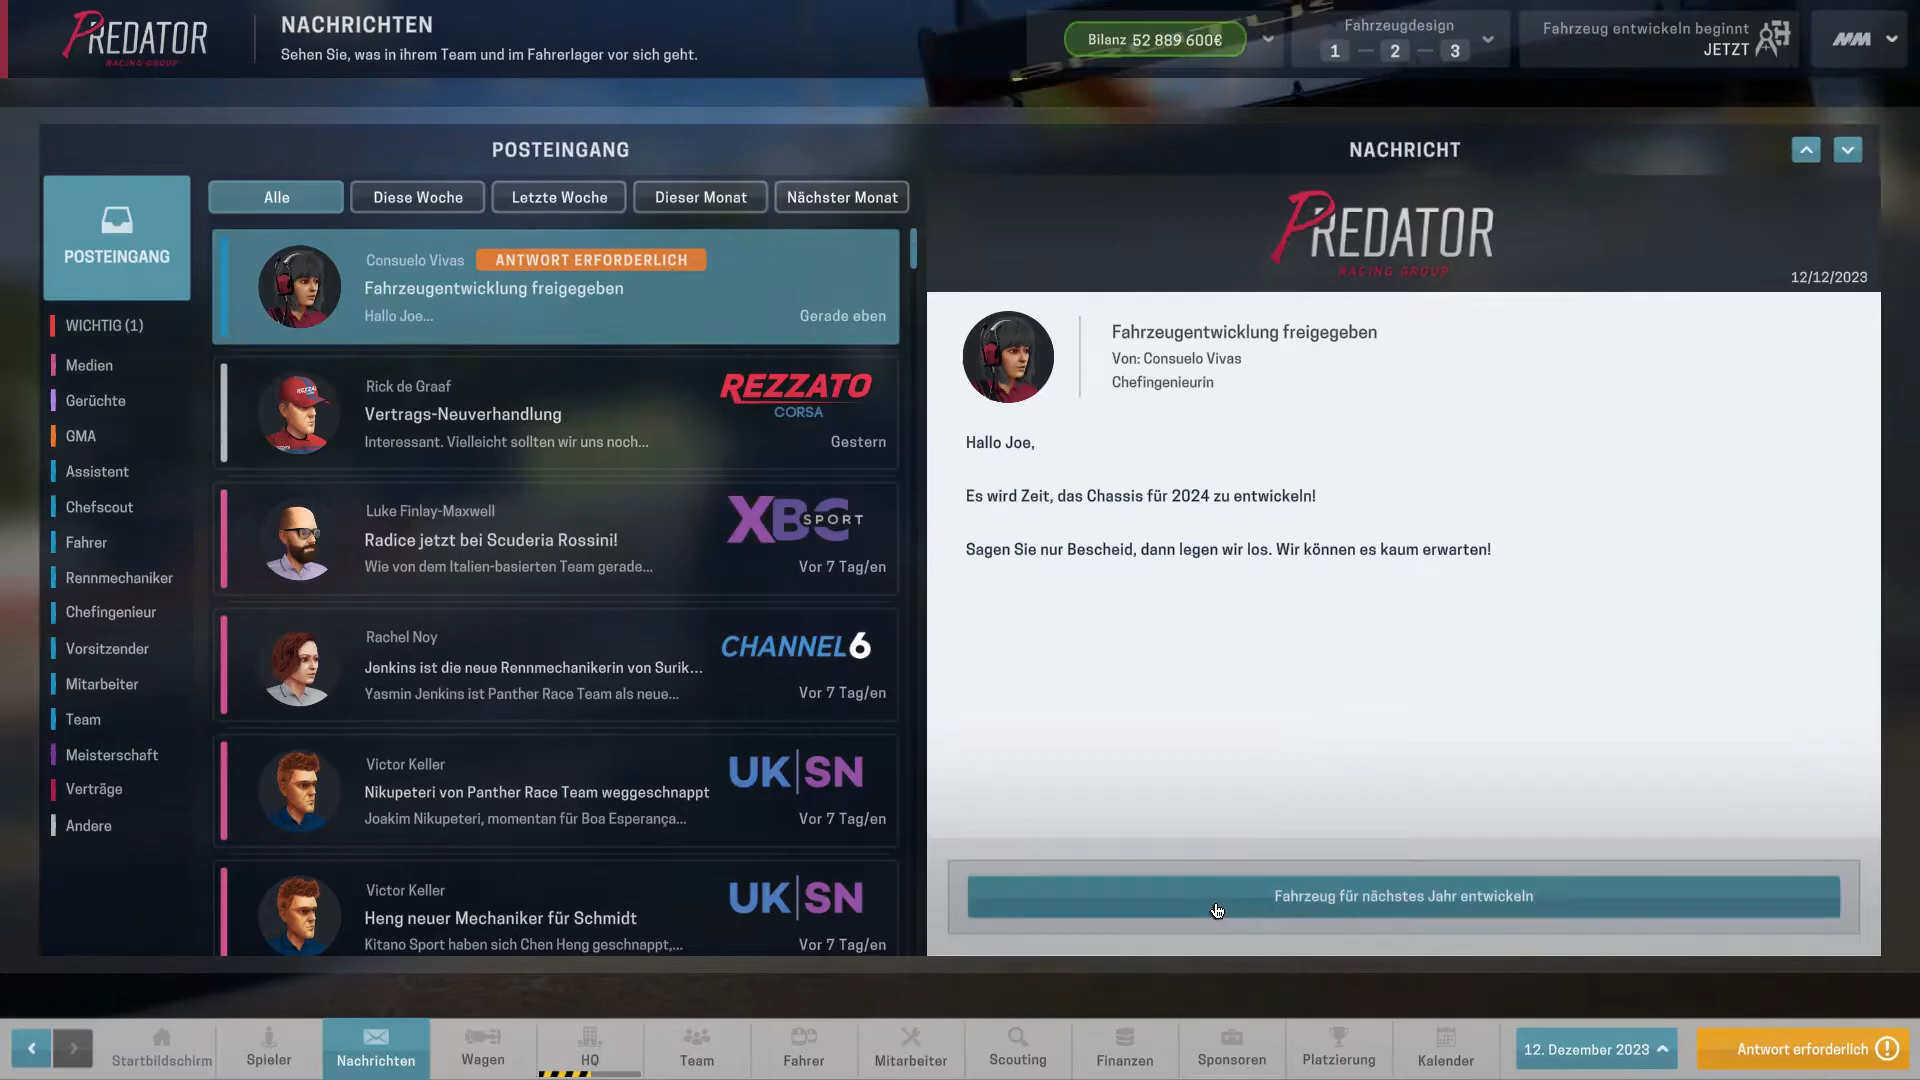 PREDATOR
RACING GROUP
NACHRICHTEN
Sehen Sie, was in ihrem Team und im Fahrerlager vor sich geht.
Bilanz 52 889 600€
Fahrzeugdesign
1 — 2 — 3
Fahrzeug entwickeln beginnt
JETZT
POSTEINGANG
NACHRICHT
POSTEINGANG
Alle
Diese Woche
Letzte Woche
Dieser Monat
Nächster Monat
WICHTIG (1)
Medien
Gerüchte
GMA
Assistent
Chefscout
Fahrer
Rennmechaniker
Chefingenieur
Vorsitzender
Mitarbeiter
Team
Meisterschaft
Verträge
Andere
Consuelo Vivas
ANTWORT ERFORDERLICH
Fahrzeugentwicklung freigegeben
Hallo Joe...
Gerade eben
Rick de Graaf
Vertrags-Neuverhandlung
Interessant. Vielleicht sollten wir uns noch...
REZZATO
CORSA
Gestern
Luke Finlay-Maxwell
Radice jetzt bei Scuderia Rossini!
Wie von dem Italien-basierten Team gerade...
XBC SPORT
Vor 7 Tag/en
Rachel Noy
Jenkins ist die neue Rennmechanikerin von Surik...
Yasmin Jenkins ist Panther Race Team als neue...
CHANNEL6
Vor 7 Tag/en
Victor Keller
Nikupeteri von Panther Race Team weggeschnappt
Joakim Nikupeteri, momentan für Boa Esperança...
UK|SN
Vor 7 Tag/en
Victor Keller
Heng neuer Mechaniker für Schmidt
Kitano Sport haben sich Chen Heng geschnappt,...
UK|SN
Vor 7 Tag/en
PREDATOR
RACING GROUP
12/12/2023
Fahrzeugentwicklung freigegeben
Von: Consuelo Vivas
Chefingenieurin
Hallo Joe,
Es wird Zeit, das Chassis für 2024 zu entwickeln!
Sagen Sie nur Bescheid, dann legen wir los. Wir können es kaum erwarten!
Fahrzeug für nächstes Jahr entwickeln
Startbildschirm
Spieler
Nachrichten
Wagen
HQ
Team
Fahrer
Mitarbeiter
Scouting
Finanzen
Sponsoren
Platzierung
Kalender
12. Dezember 2023
Antwort erforderlich